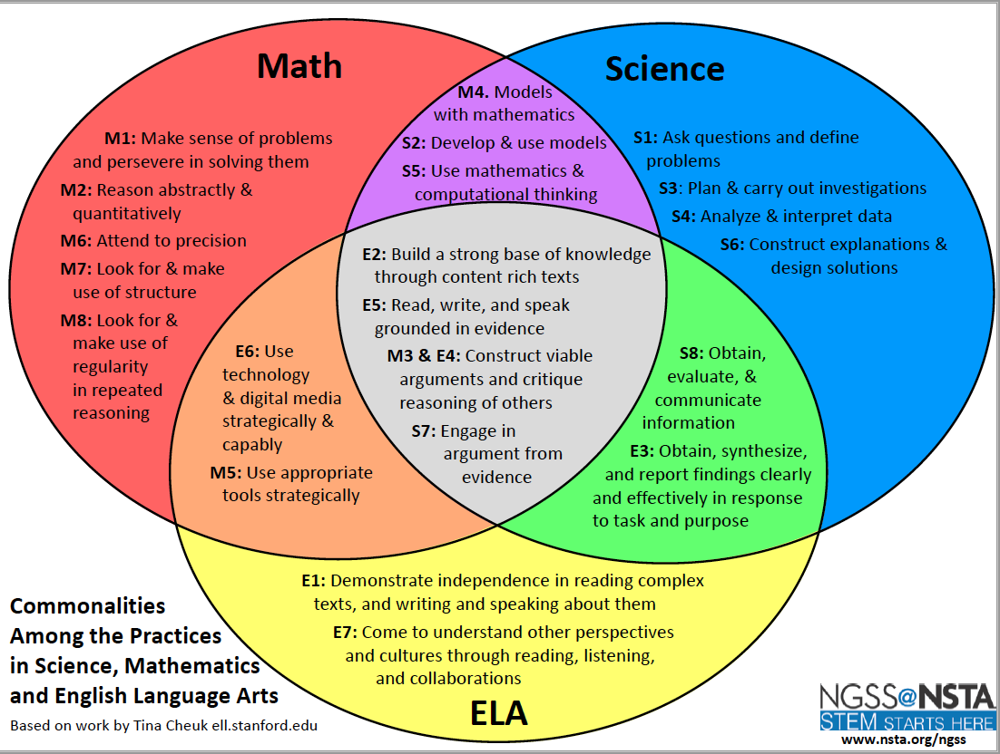 Math
Science
M4. Models
with mathematics
S2: Develop & use models
S5: Use mathematics &
computational thinking
M1: Make sense of problems
and persevere in solving them
M2: Reason abstractly &
quantitatively
M6: Attend to precision
M7: Look for & make
use of structure
M8: Look for &
make use of
regularity
in repeated
reasoning
S1: Ask questions and define
problems
S3: Plan & carry out investigations
S4: Analyze & interpret data
S6: Construct explanations &
design solutions
E2: Build a strong base of knowledge
through content rich texts
E5: Read, write, and speak
grounded in evidence
M3 & E4: Construct viable
arguments and critique
reasoning of others
S7: Engage in
argument from
evidence
E6: Use
technology
& digital media
strategically &
capably
M5: Use appropriate
tools strategically
S8: Obtain,
evaluate, &
communicate
information
E3: Obtain, synthesize,
and report findings clearly
and effectively in response
to task and purpose
E1: Demonstrate independence in reading complex
texts, and writing and speaking about them
E7: Come to understand other perspectives
and cultures through reading, listening,
and collaborations
ELA
Commonalities
Among the Practices
in Science, Mathematics
and English Language Arts
Based on work by Tina Cheuk ell.stanford.edu
NGSS@NSTA
STEM STARTS HERE
www.nsta.org/ngss